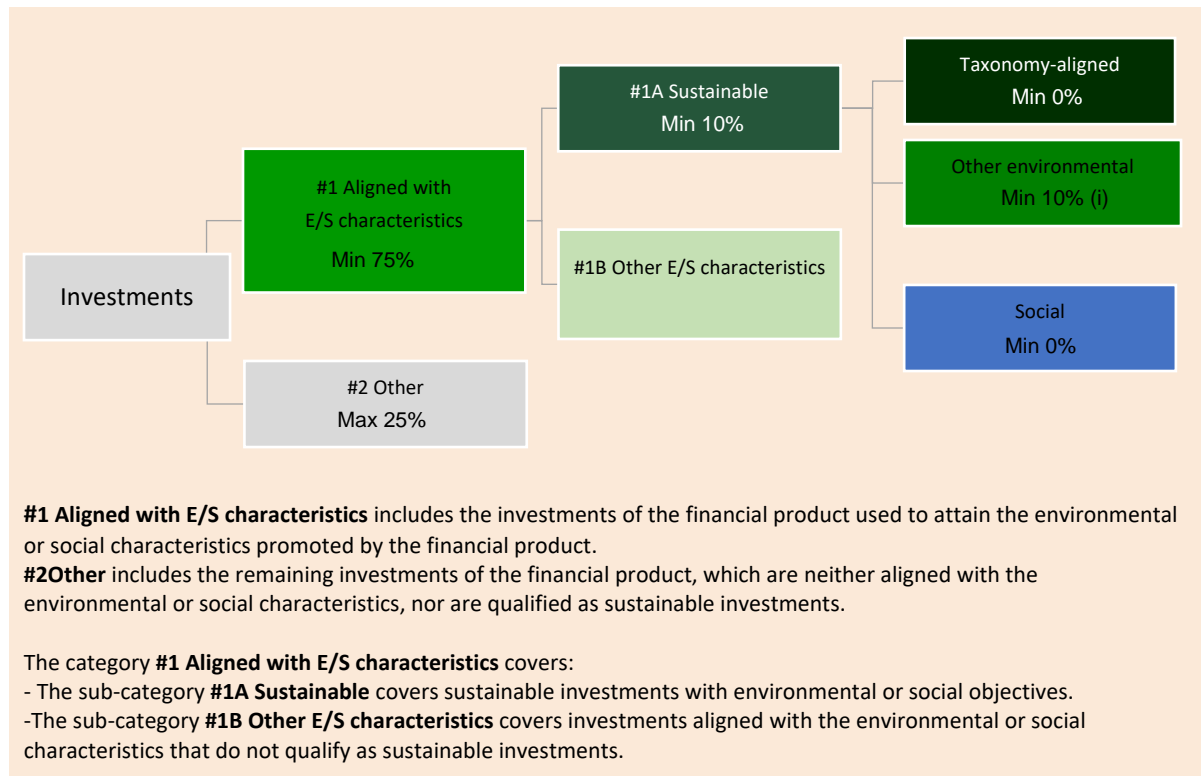 Investments
#1 Aligned with
E/S characteristics
Min 75%
#2 Other
Max 25%
#1A Sustainable
Min 10%
#1B Other E/S characteristics
Taxonomy-aligned
Min 0%
Other environmental
Min 10% (i)
Social
Min 0%
#1 Aligned with E/S characteristics includes the investments of the financial product used to attain the environmental
or social characteristics promoted by the financial product.
#2Other includes the remaining investments of the financial product, which are neither aligned with the
environmental or social characteristics, nor are qualified as sustainable investments.
The category #1 Aligned with E/S characteristics covers:
- The sub-category #1A Sustainable covers sustainable investments with environmental or social objectives.
-The sub-category #1B Other E/S characteristics covers investments aligned with the environmental or social
characteristics that do not qualify as sustainable investments.